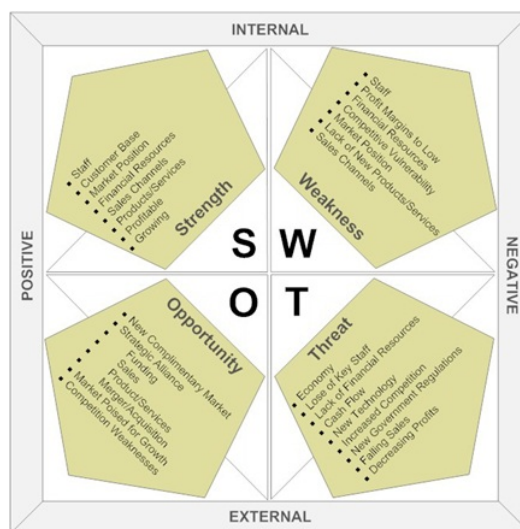 INTERNAL
POSITIVE
NEGATIVE
EXTERNAL
S
W
O
T
Strength
Staff
Customer Base
Market Position
Financial Resources
Sales Channels
Products/Services
Profitable
Growing
Weakness
Staff
Profit Margins to Low
Financial Resources
Competitive Vulnerability
Market Position
Lack of New Products/Services
Sales Channels
Opportunity
New Complimentary Market
Strategic Alliance
Funding
Sales
Product/Services
Merger/Acquisition
Market Poised for Growth
Competition Weaknesses
Threat
Economy
Lose of Key Staff
Lack of Financial Resources
Cash Flow
New Technology
Increased Competition
New Government Regulations
Falling Sales
Decreasing Profits